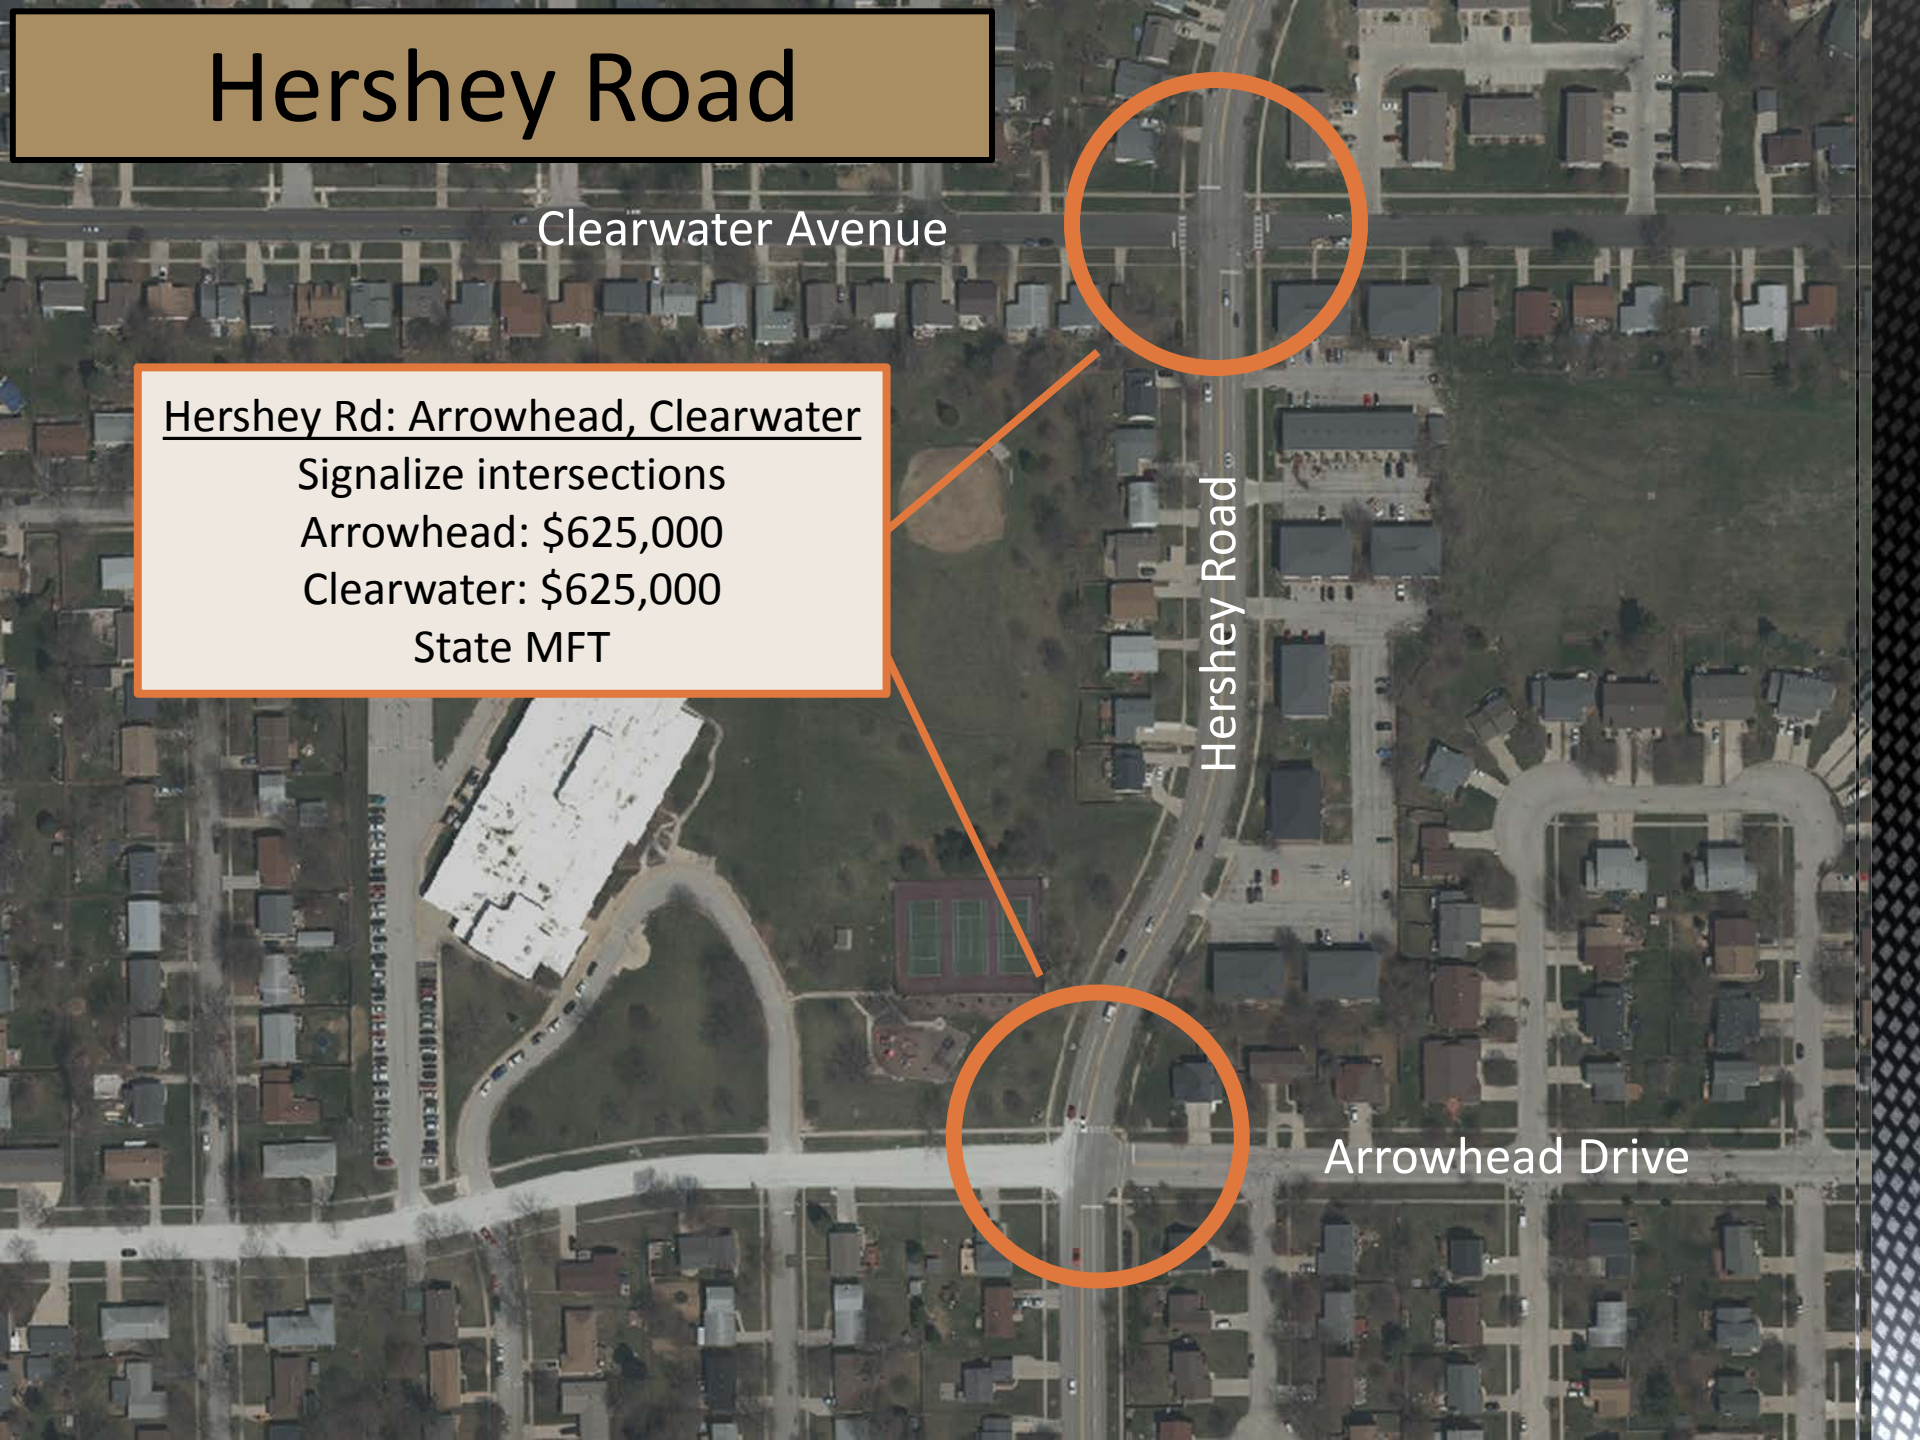 Hershey Road
Clearwater Avenue
Hershey Rd: Arrowhead, Clearwater
Signalize intersections
Arrowhead: $625,000
Clearwater: $625,000
State MFT
Hershey Road
Arrowhead Drive